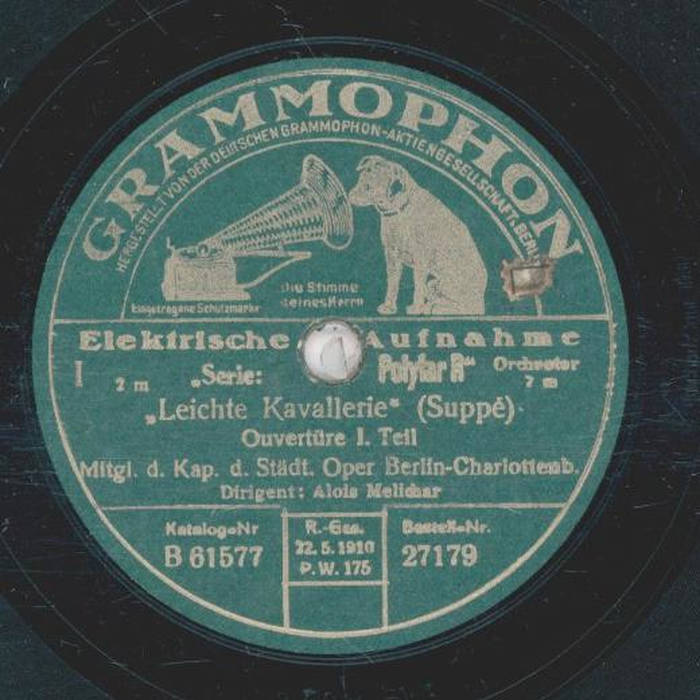 GRAMMOPHON
HERGESTELLT VON DER DEUTSCHEN GRAMMOPHON-AKTIENGESELLSCHAFT, BERLIN
Die Stimme
seines Herrn
Eingetragene Schutzmarke
Elektrische Aufnahme
I 2 m „Serie: Polyfar R“ Orchester
7 m
„Leichte Kavallerie“ (Suppé)
Ouvertüre I. Teil
Mitgl. d. Kap. d. Städt. Oper Berlin-Charlottenb.
Dirigent: Alois Melichar
Katalog-Nr R.-Ges. Bestell-Nr.
B 61577 22. 5. 1910 27179
P.W. 175